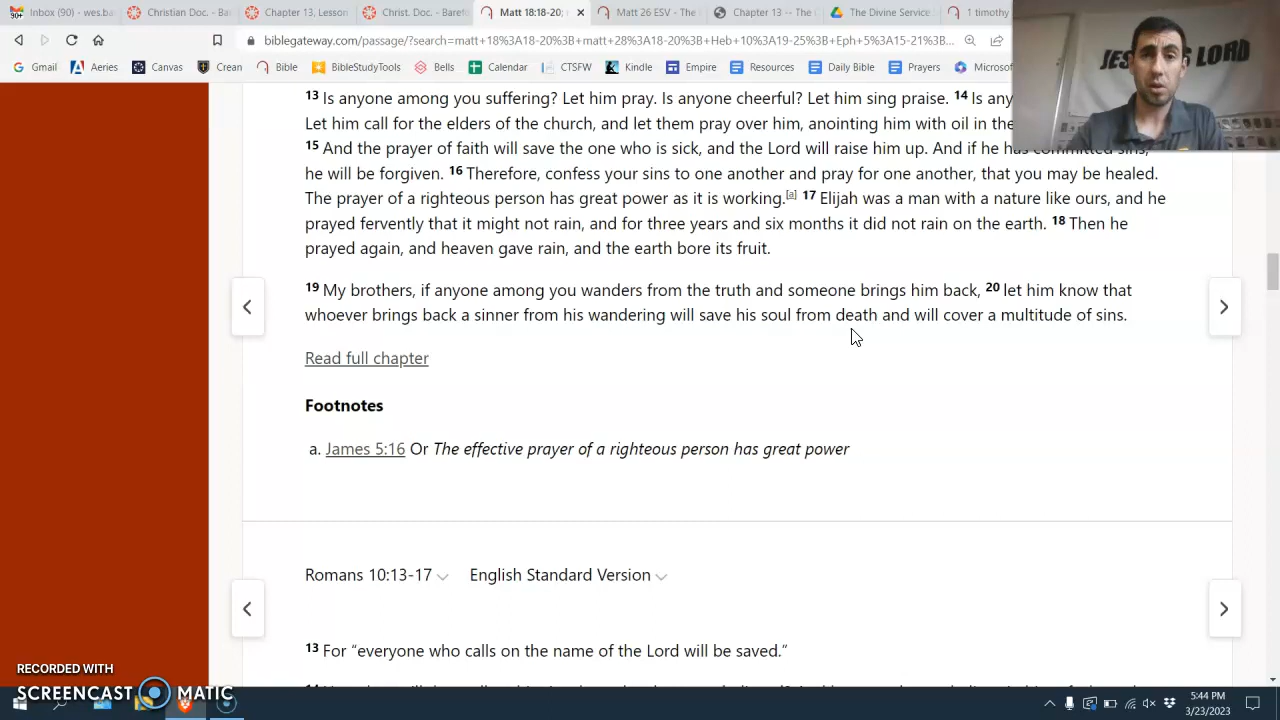 Inbox (90) - wes.ba
Christian Doc. - Baref
Chapter 13, Lesson
Christ. Doc. - Barefi
Matt 18:18-20;
Matt 26 ESV - The
Chapter 13 -- The
The Divine Service
1 timothy
biblegateway.com/passage/?search=matt+18%3A18-20%3B+matt+28%3A18-20%3B+Heb+10%3A19-25%3B+Eph+5%3A15-21%3B...
Gmail
Aeries
Canvas
Crean
Bible
BibleStudyTools
Bells
Calendar
CTSFW
Kindle
Empire
Resources
Daily Bible
Prayers
Microsof
LORD
13 Is anyone among you suffering? Let him pray. Is anyone cheerful? Let him sing praise. 14 Is any
Let him call for the elders of the church, and let them pray over him, anointing him with oil in the
15 And the prayer of faith will save the one who is sick, and the Lord will raise him up. And if he has committed sins,
he will be forgiven. 16 Therefore, confess your sins to one another and pray for one another, that you may be healed.
The prayer of a righteous person has great power as it is working.[a] 17 Elijah was a man with a nature like ours, and he
prayed fervently that it might not rain, and for three years and six months it did not rain on the earth. 18 Then he
prayed again, and heaven gave rain, and the earth bore its fruit.
19 My brothers, if anyone among you wanders from the truth and someone brings him back, 20 let him know that
whoever brings back a sinner from his wandering will save his soul from death and will cover a multitude of sins.
Read full chapter
Footnotes
a. James 5:16 Or The effective prayer of a righteous person has great power
Romans 10:13-17
English Standard Version
13 For “everyone who calls on the name of the Lord will be saved.”
RECORDED WITH
SCREENCAST MATIC
5:44 PM
3/23/2023